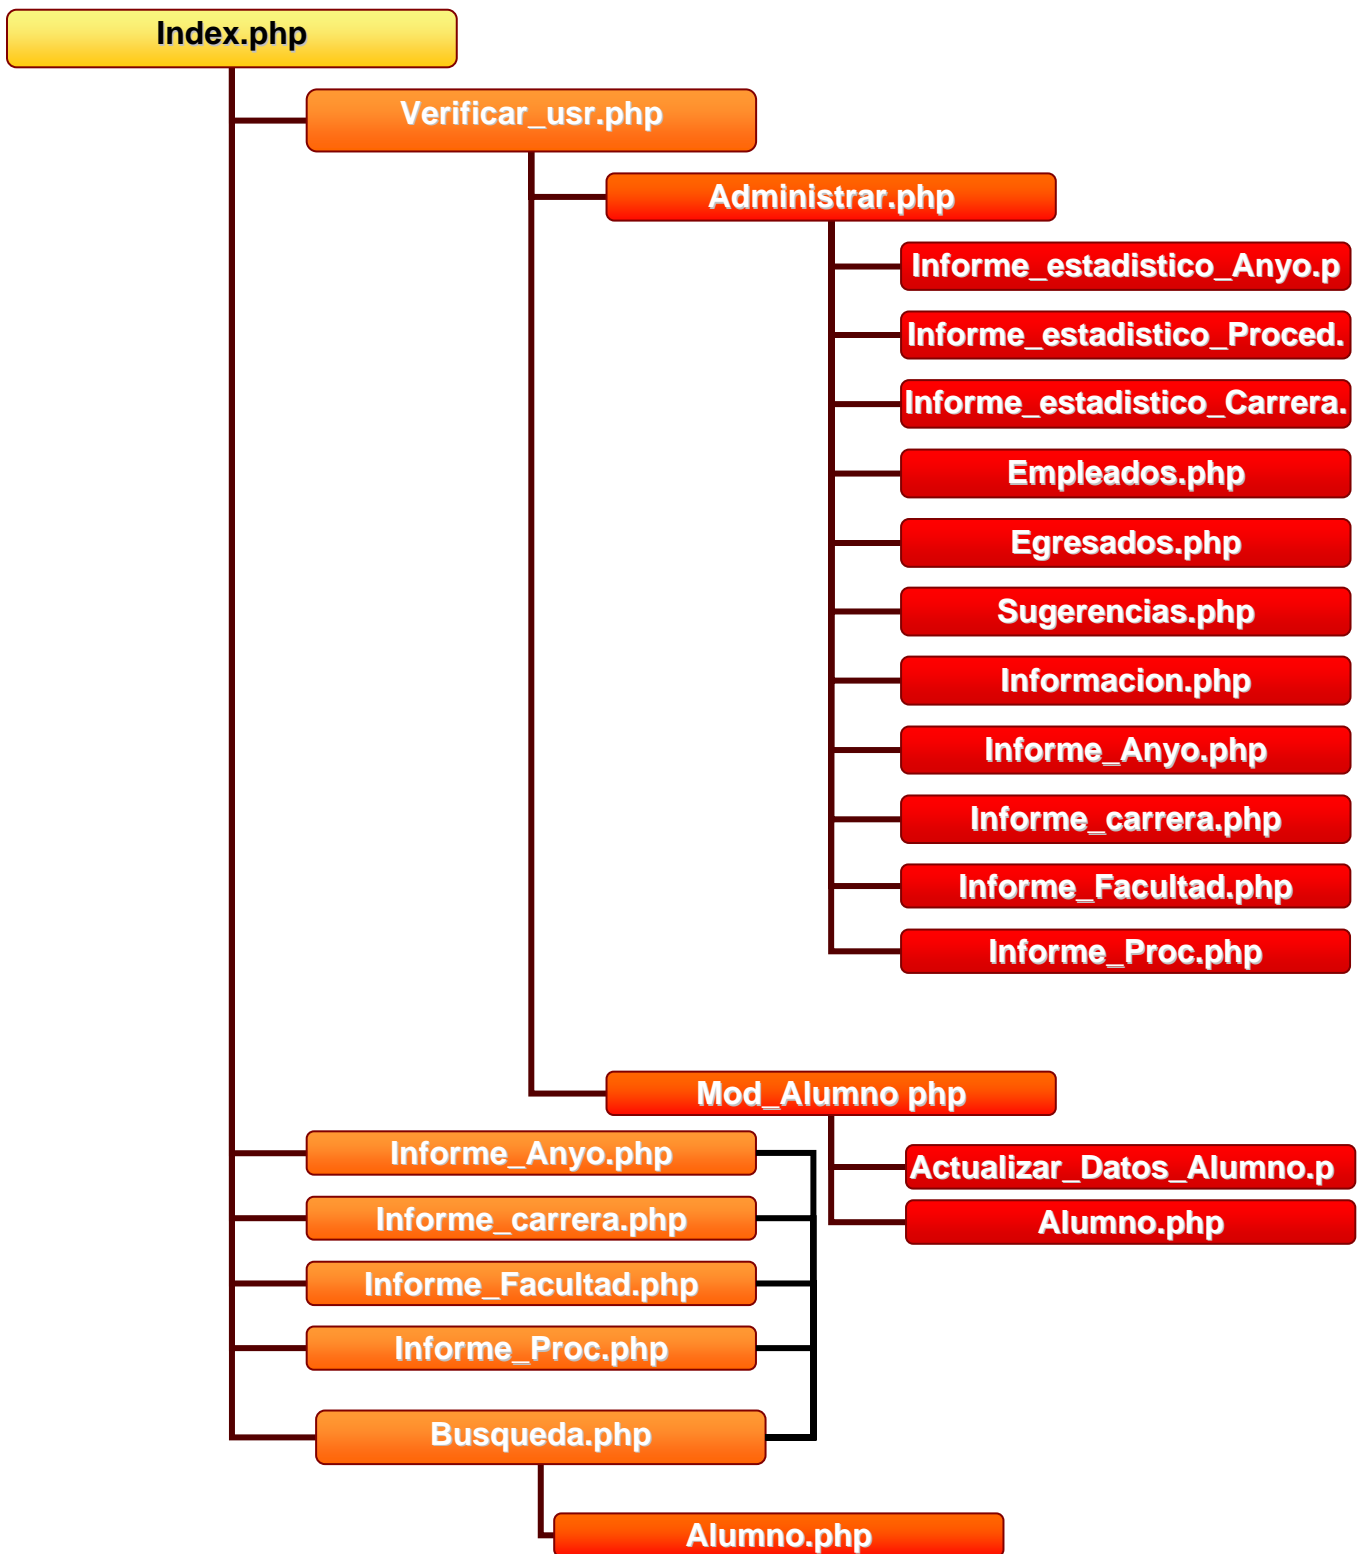 Index.php
Verificar_usr.php
Administrar.php
Informe_estadistico_Anyo.p
Informe_estadistico_Proced.
Informe_estadistico_Carrera.
Empleados.php
Egresados.php
Sugerencias.php
Informacion.php
Informe_Anyo.php
Informe_carrera.php
Informe_Facultad.php
Informe_Proc.php
Mod_Alumno php
Actualizar_Datos_Alumno.p
Alumno.php
Informe_Anyo.php
Informe_carrera.php
Informe_Facultad.php
Informe_Proc.php
Busqueda.php
Alumno.php